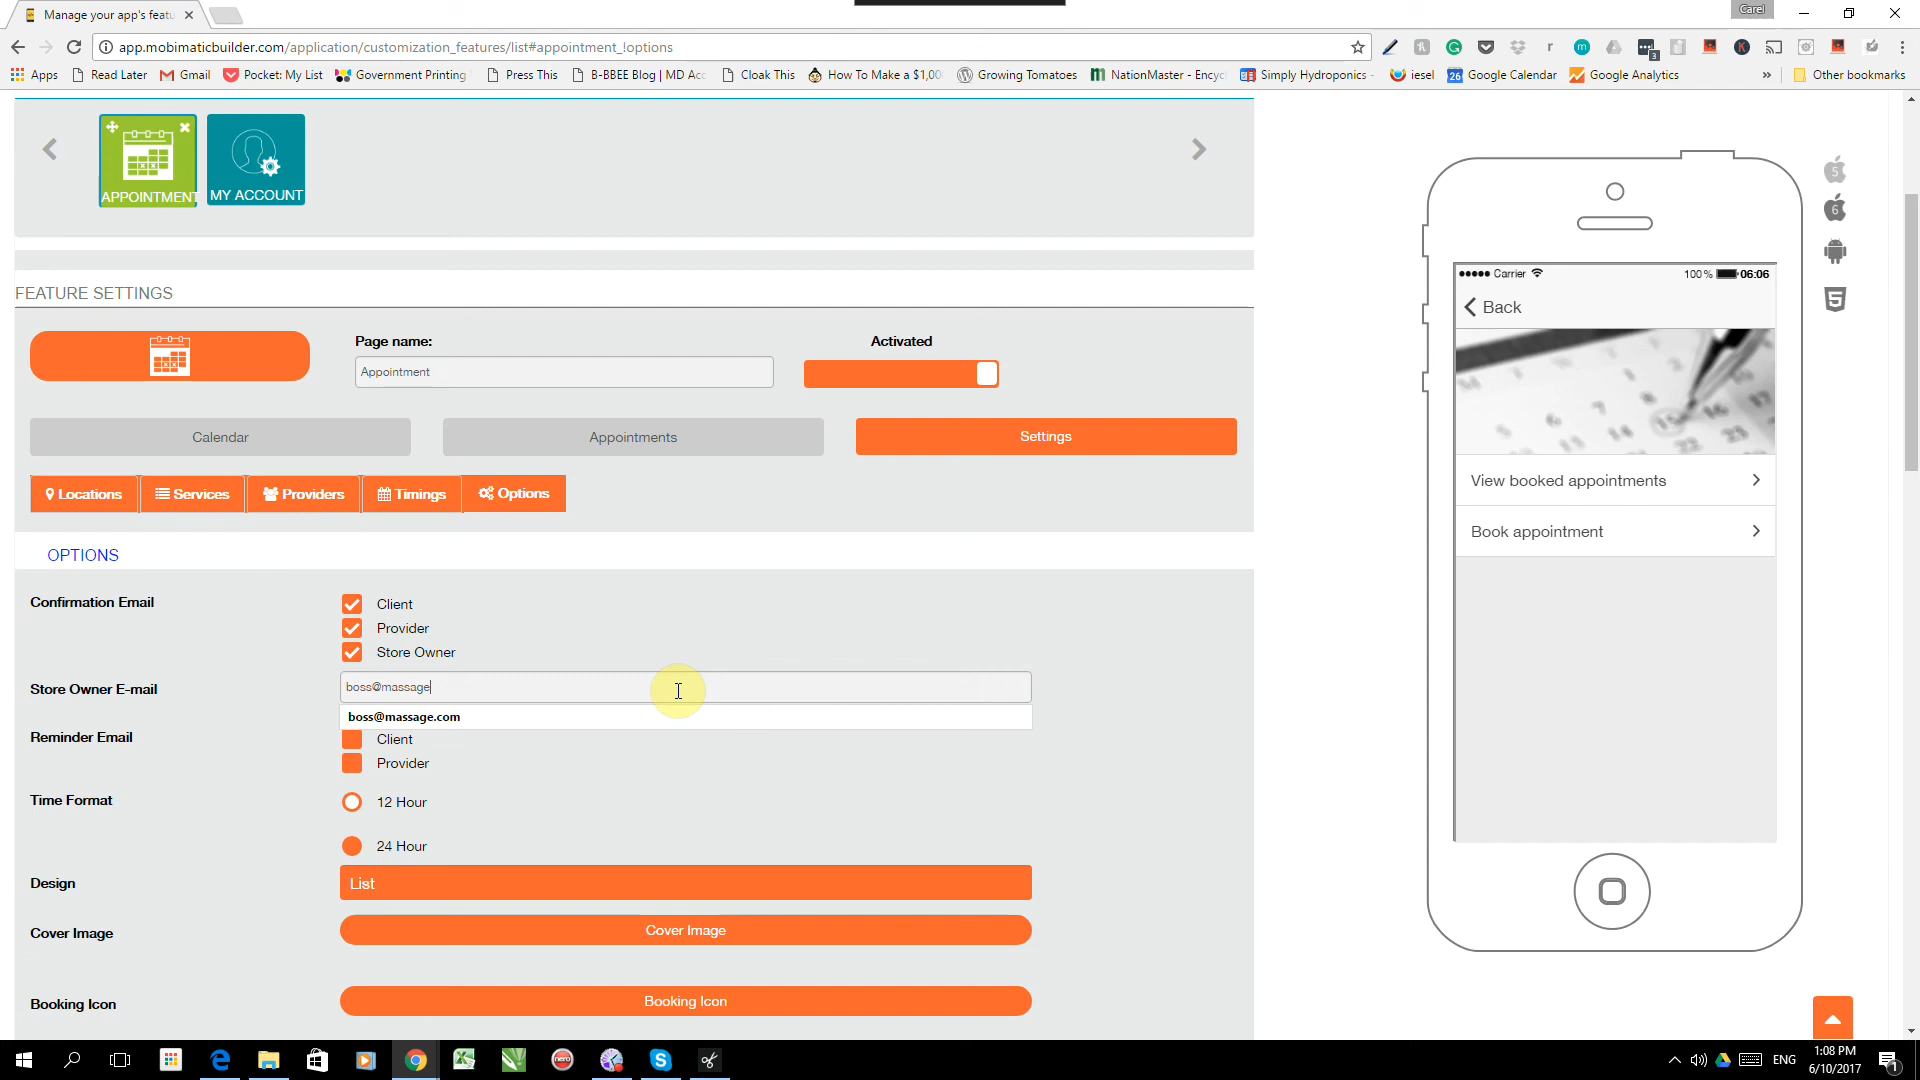 Manage your app's featu
Carel
app.mobimaticbuilder.com/application/customization_features/list#appointment_!options
Apps
Read Later
Gmail
Pocket: My List
Government Printing
Press This
B-BBEE Blog | MD Acc
Cloak This
How To Make a $1,00
Growing Tomatoes
NationMaster - Encyc
Simply Hydroponics -
iesel
26
Google Calendar
Google Analytics
Other bookmarks
APPOINTMENT
MY ACCOUNT
FEATURE SETTINGS
Page name:
Appointment
Activated
Calendar
Appointments
Settings
Locations
Services
Providers
Timings
Options
OPTIONS
Confirmation Email
Client
Provider
Store Owner
Store Owner E-mail
boss@massage
boss@massage.com
Reminder Email
Client
Provider
Time Format
12 Hour
24 Hour
Design
List
Cover Image
Cover Image
Booking Icon
Booking Icon
Carrier
100%
06:06
Back
View booked appointments
Book appointment
5
6
5
ENG
1:08 PM
6/10/2017
1